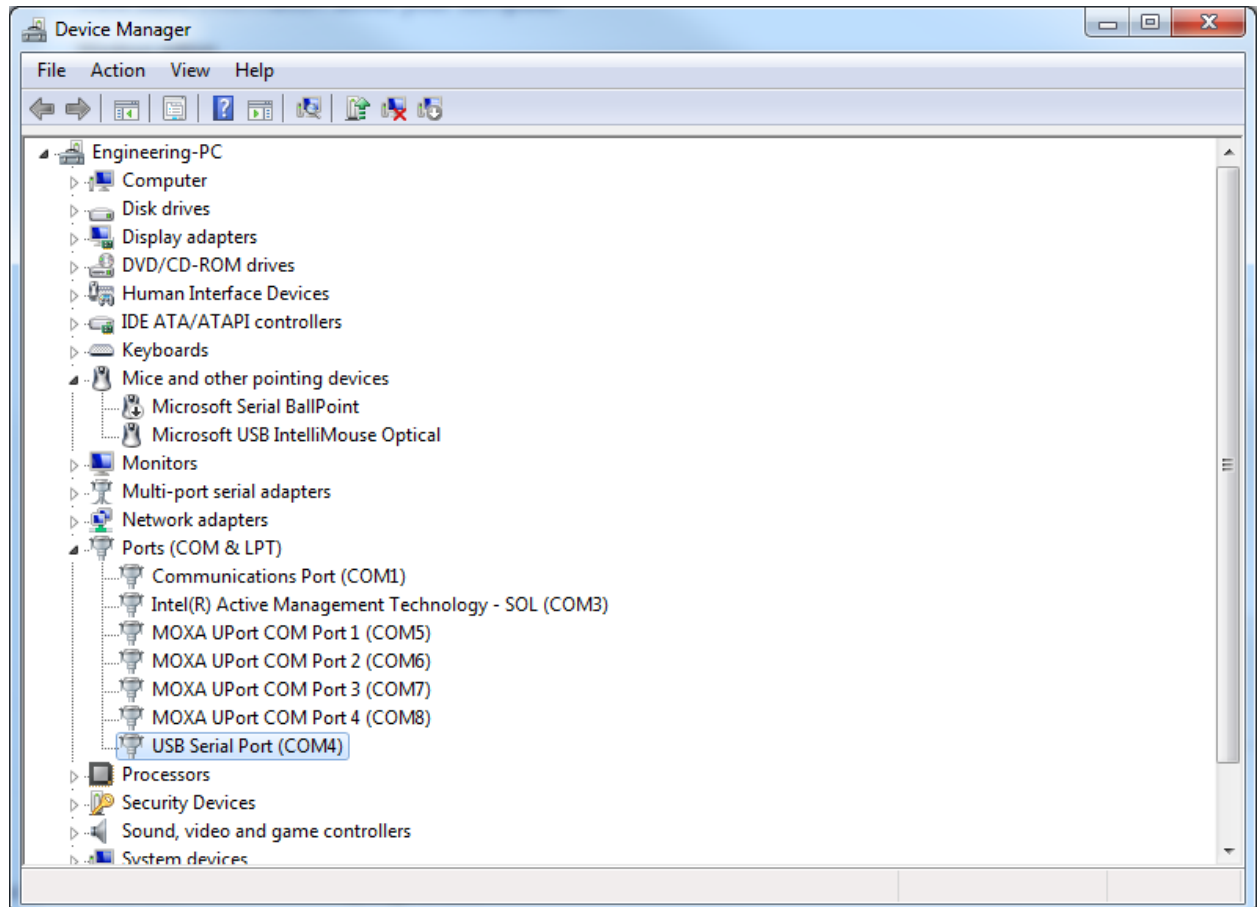 Device Manager
File Action View Help
Engineering-PC
Computer
Disk drives
Display adapters
DVD/CD-ROM drives
Human Interface Devices
IDE ATA/ATAPI controllers
Keyboards
Mice and other pointing devices
Microsoft Serial BallPoint
Microsoft USB IntelliMouse Optical
Monitors
Multi-port serial adapters
Network adapters
Ports (COM & LPT)
Communications Port (COM1)
Intel(R) Active Management Technology - SOL (COM3)
MOXA UPort COM Port 1 (COM5)
MOXA UPort COM Port 2 (COM6)
MOXA UPort COM Port 3 (COM7)
MOXA UPort COM Port 4 (COM8)
USB Serial Port (COM4)
Processors
Security Devices
Sound, video and game controllers
System devices